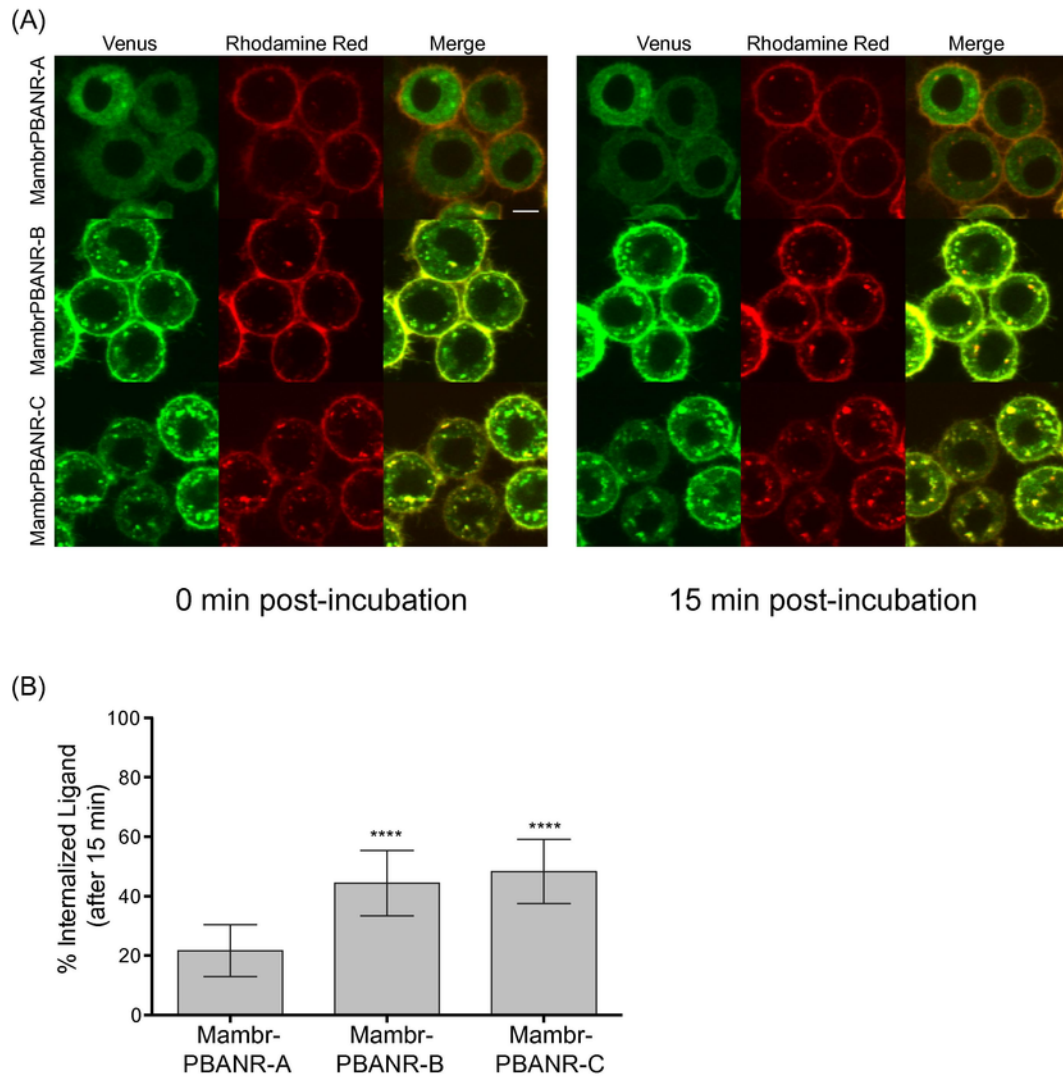 (A)
Venus Rhodamine Red Merge Venus Rhodamine Red Merge
MambrPBANR-A
MambrPBANR-B
MambrPBANR-C
0 min post-incubation 15 min post-incubation
(B)
% Internalized Ligand
(after 15 min)
100
80
60
40
20
0
****
****
Mambr-
PBANR-A
Mambr-
PBANR-B
Mambr-
PBANR-C